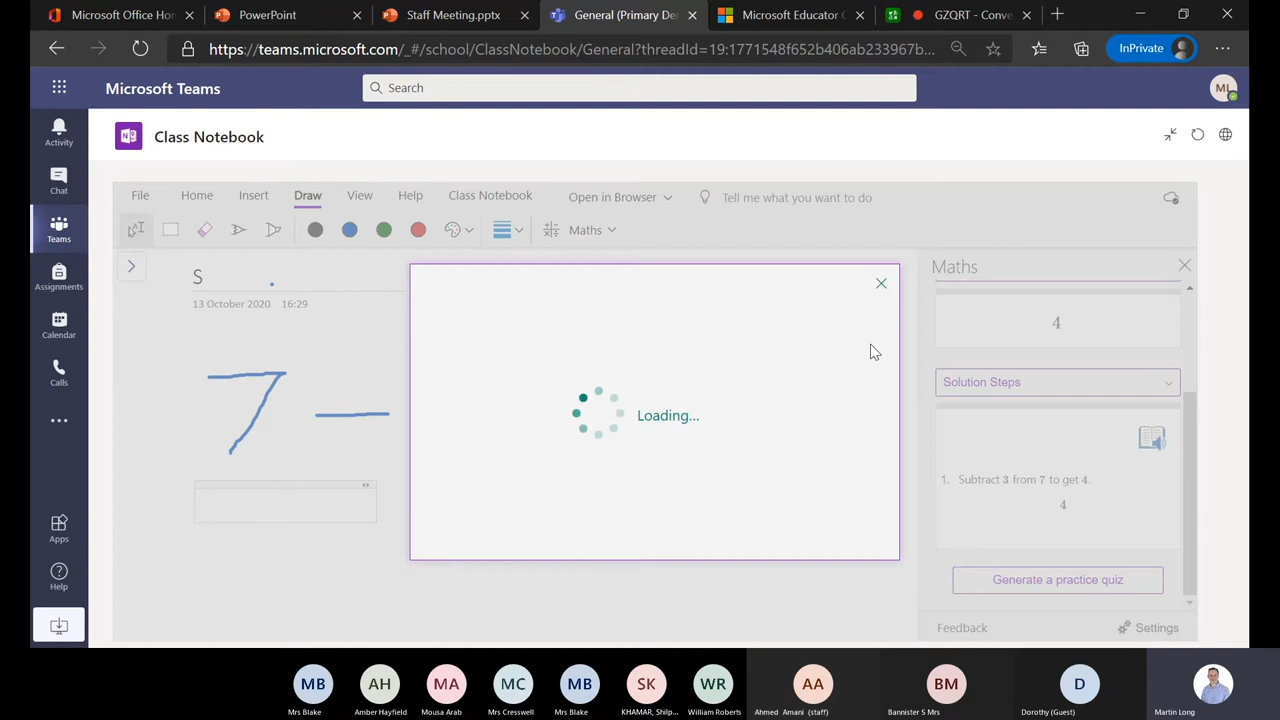 Microsoft Office Hon
PowerPoint
Staff Meeting.pptx
General (Primary De
Microsoft Educator C
GZQRT - Conve
https://teams.microsoft.com/_#/school/ClassNotebook/General?threadId=19:1771548f652b406ab233967b...
InPrivate
Microsoft Teams
Search
ML
Activity
Chat
Teams
Assignments
Calendar
Calls
Apps
Help
Class Notebook
File Home Insert Draw View Help Class Notebook Open in Browser Tell me what you want to do
Maths
S
13 October 2020 16:29
7 –
Loading...
Maths
4
Solution Steps
1. Subtract 3 from 7 to get 4.
4
Generate a practice quiz
Feedback Settings
MB AH MA MC MB SK WR AA BM D
Mrs Blake Amber Hayfield Mousa Arab Mrs Cresswell Mrs Blake KHAMAR, Shilp... William Roberts Ahmed Amani (staff) Bannister S Mrs Dorothy (Guest) Martin Long